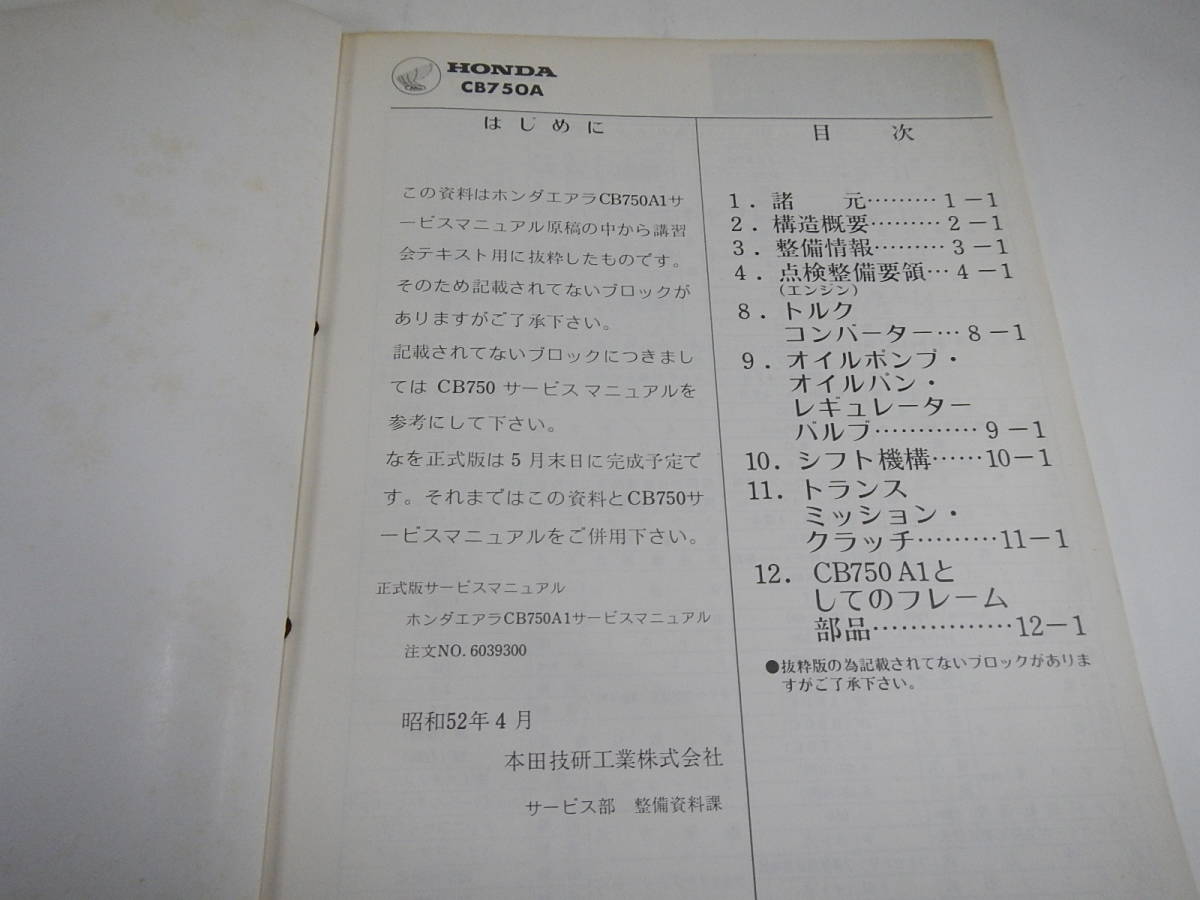 HONDA
CB750A
はじめに
この資料はホンダエアラCB750A1サ
ービスマニュアル原稿の中から講習
会テキスト用に抜粋したものです。
そのため記載されてないブロックが
ありますがご了承下さい。
記載されてないブロックにつきまし
ては CB750 サービスマニュアルを
参考にして下さい。
なを正式版は5月末日に完成予定で
す。それまではこの資料とCB750サ
ービスマニュアルをご併用下さい。
正式版サービスマニュアル
ホンダエアラCB750A1サービスマニュアル
注文NO. 6039300
昭和52年4月
本田技研工業株式会社
サービス部 整備資料課
目 次
1. 諸 元………1-1
2. 構造概要………2-1
3. 整備情報………3-1
4. 点検整備要領…4-1
(エンジン)
8. トルク
コンバーター…8-1
9. オイルポンプ・
オイルパン・
レギュレーター
バルブ…………9-1
10. シフト機構……10-1
11. トランス
ミッション・
クラッチ………11-1
12. CB750 A1と
してのフレーム
部品……………12-1
●抜粋版の為記載されてないブロックがありま
すがご了承下さい。